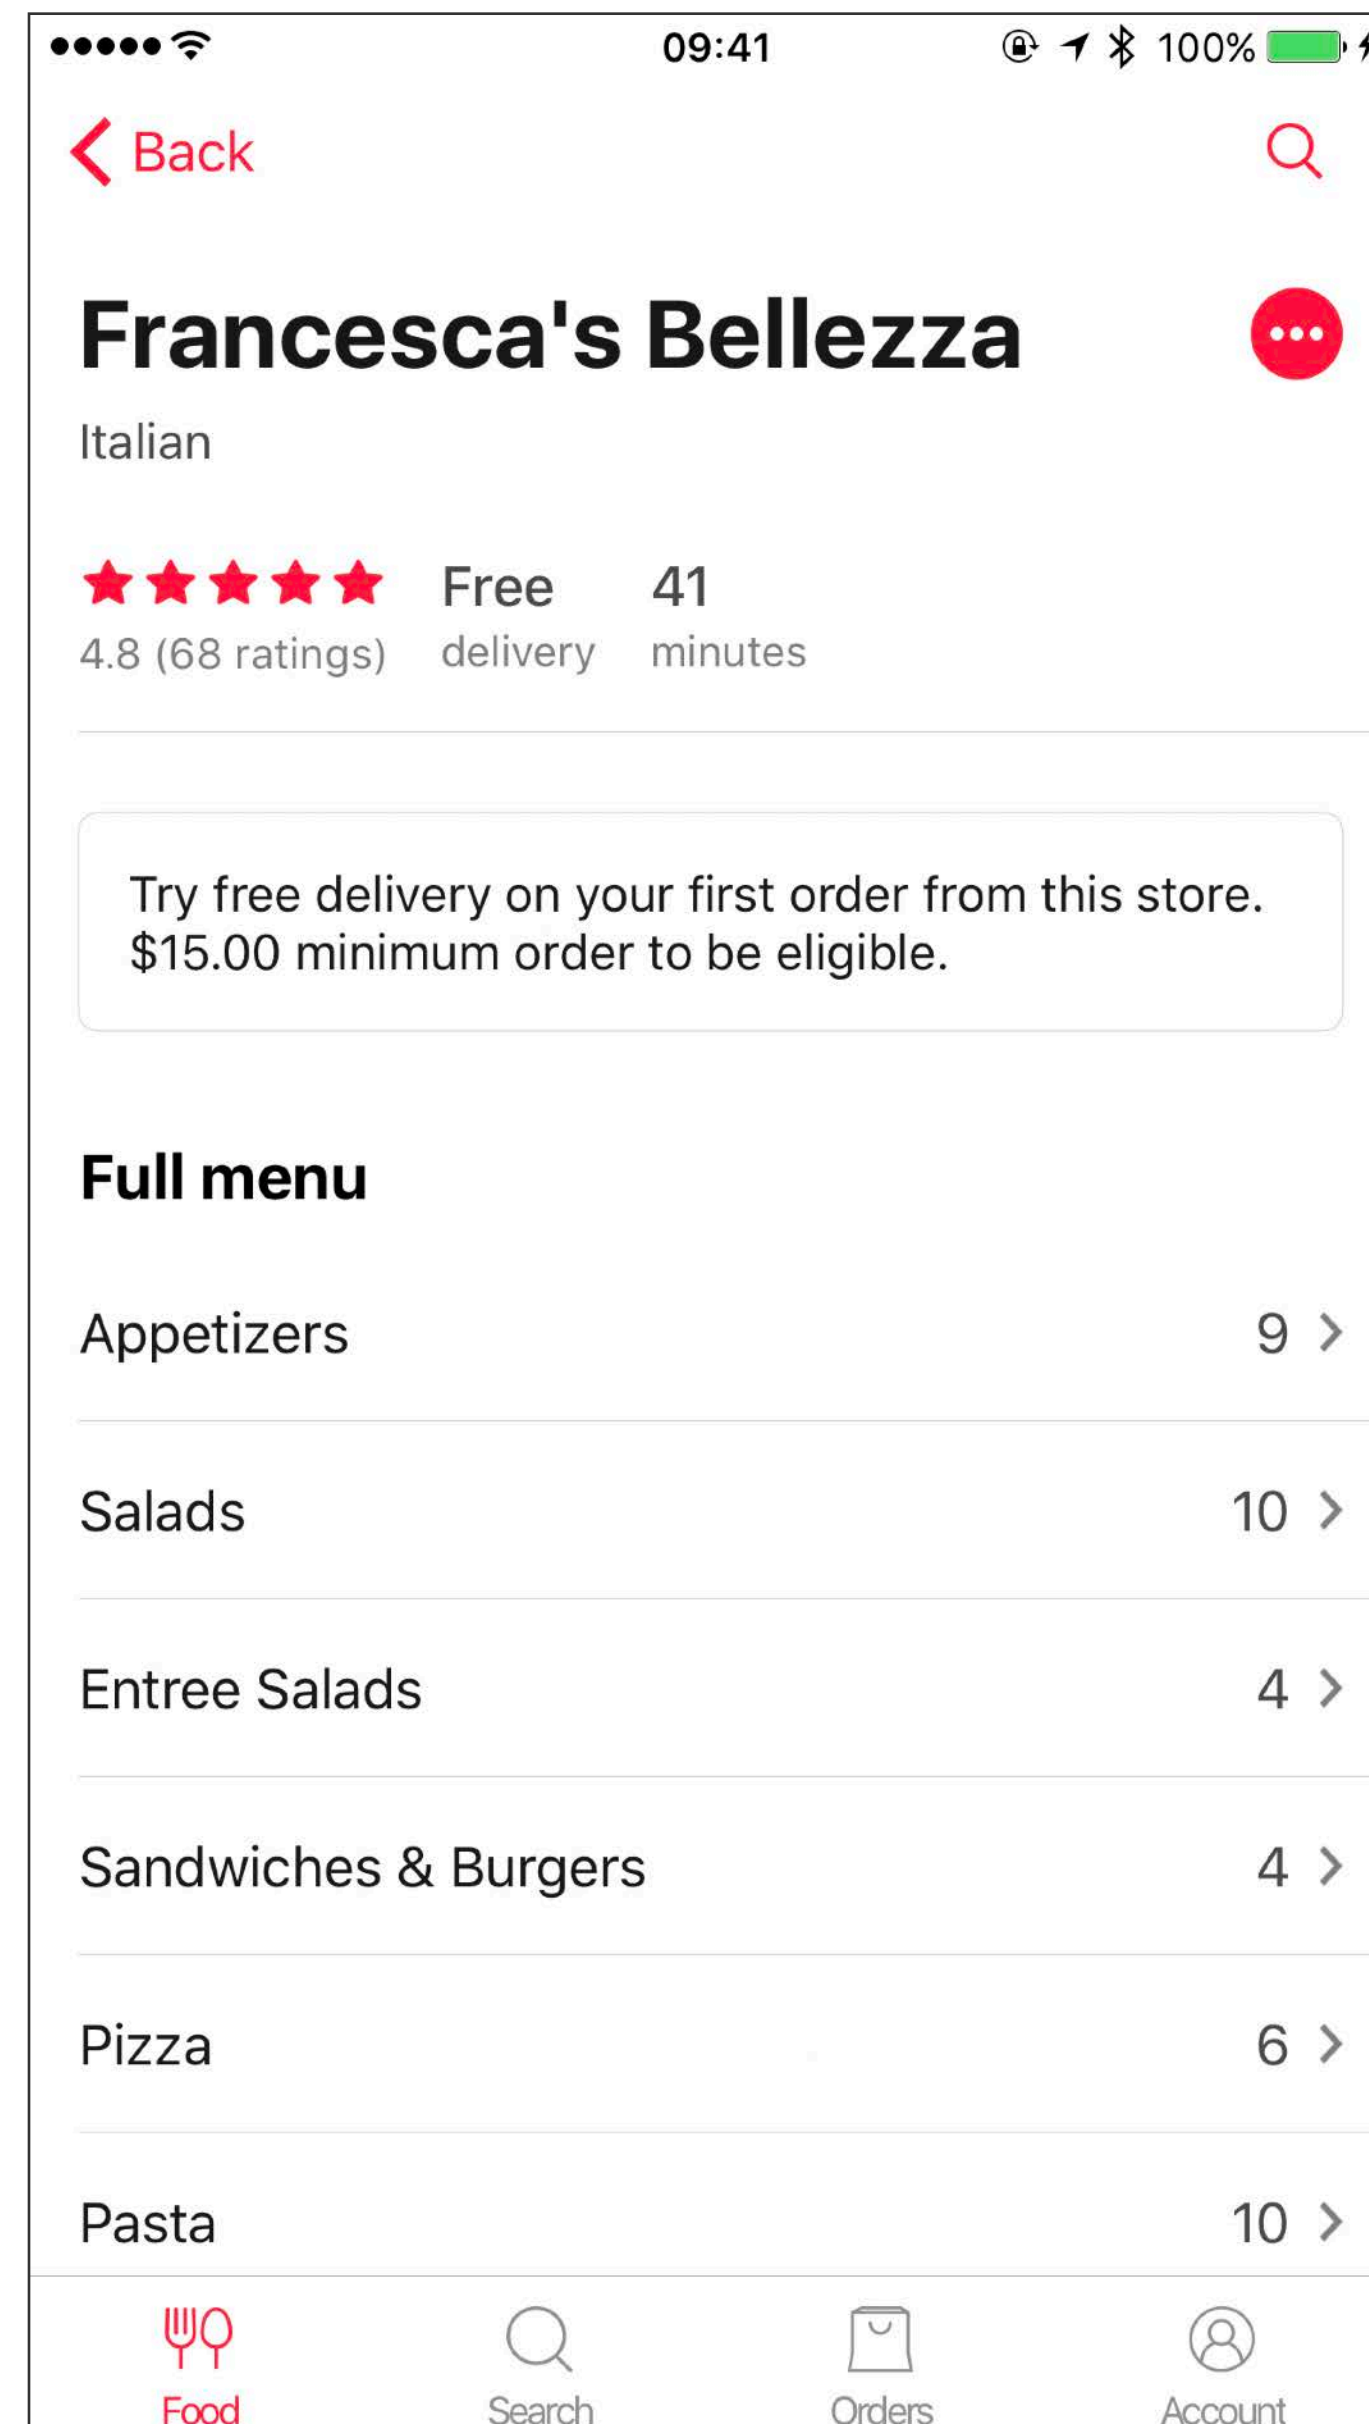 09:41
100%
Back
Francesca's Bellezza
Italian
Free
41
4.8 (68 ratings)
delivery
minutes
Try free delivery on your first order from this store.
$15.00 minimum order to be eligible.
Full menu
Appetizers 9
Salads 10
Entree Salads 4
Sandwiches & Burgers 4
Pizza 6
Pasta 10
Food
Search
Orders
Account